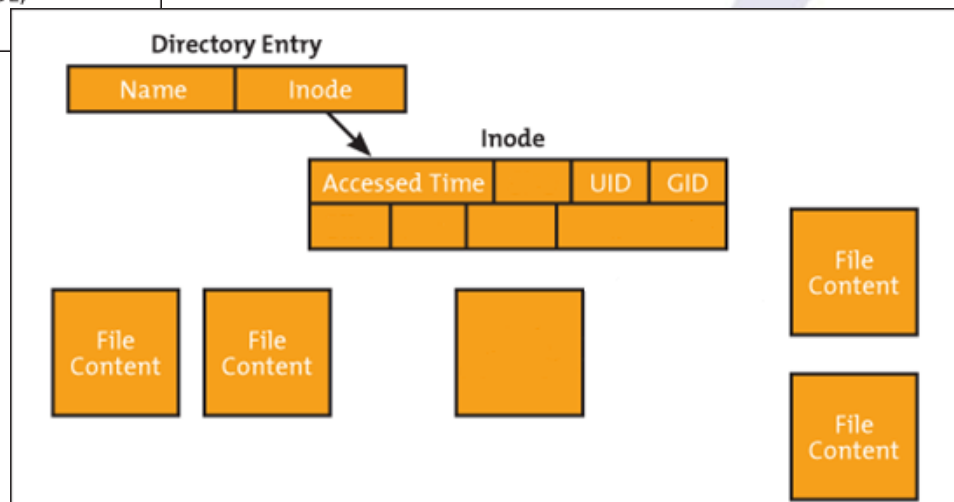 Directory Entry
Name
Inode
Inode
Accessed Time
UID
GID
File
Content
File
Content
File
Content
File
Content